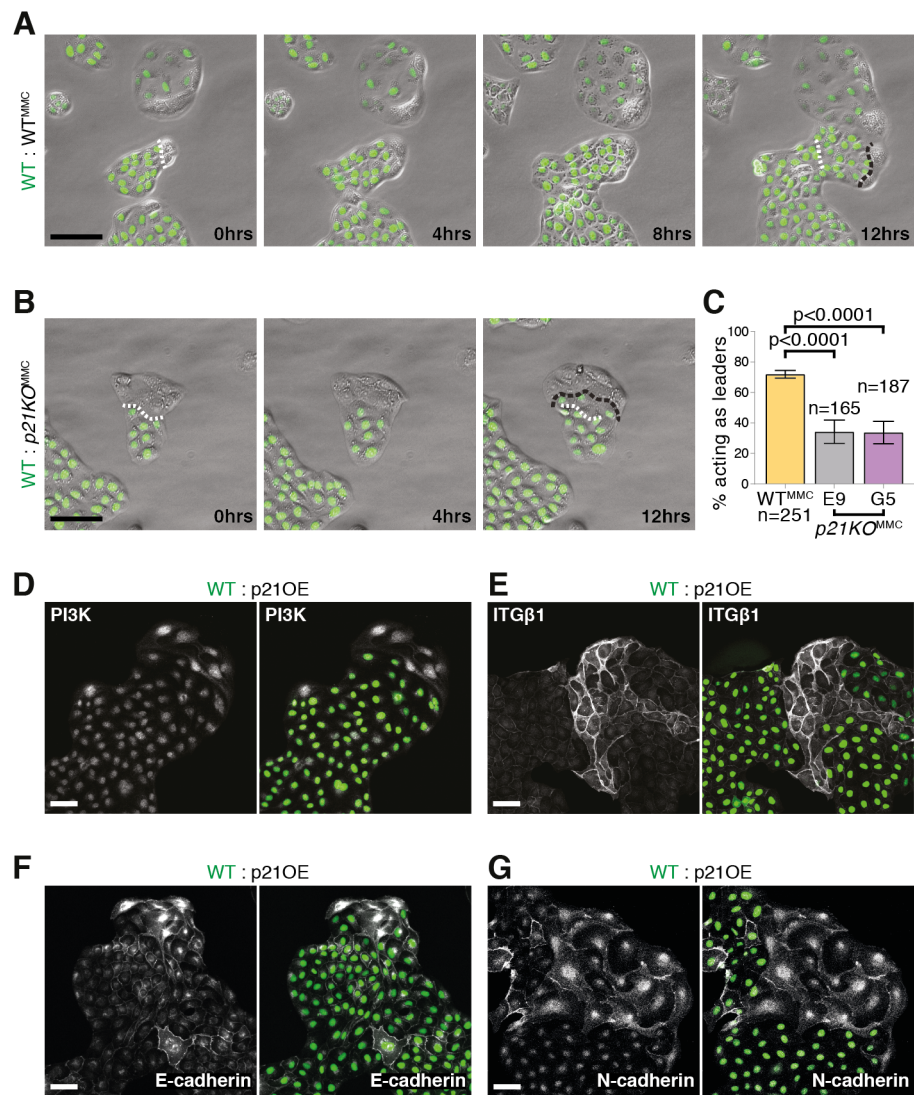 A
WT : WTᴹᴹᶜ
0hrs
4hrs
8hrs
12hrs
B
WT : p21KOᴹᴹᶜ
0hrs
4hrs
12hrs
C
p<0.0001
p<0.0001
% acting as leaders
100
80
60
40
20
0
n=187
n=165
WTᴹᴹᶜ E9 G5
n=251
p21KOᴹᴹᶜ
D
WT : p21OE
PI3K
PI3K
E
WT : p21OE
ITGβ1
ITGβ1
F
WT : p21OE
E-cadherin
E-cadherin
G
WT : p21OE
N-cadherin
N-cadherin